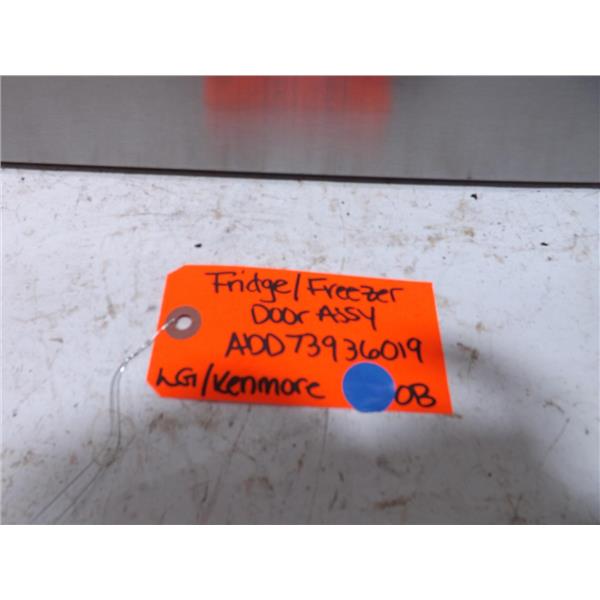 Fridge/Freezer
Door ASSY
ADD73936019
LG/Kenmore OB